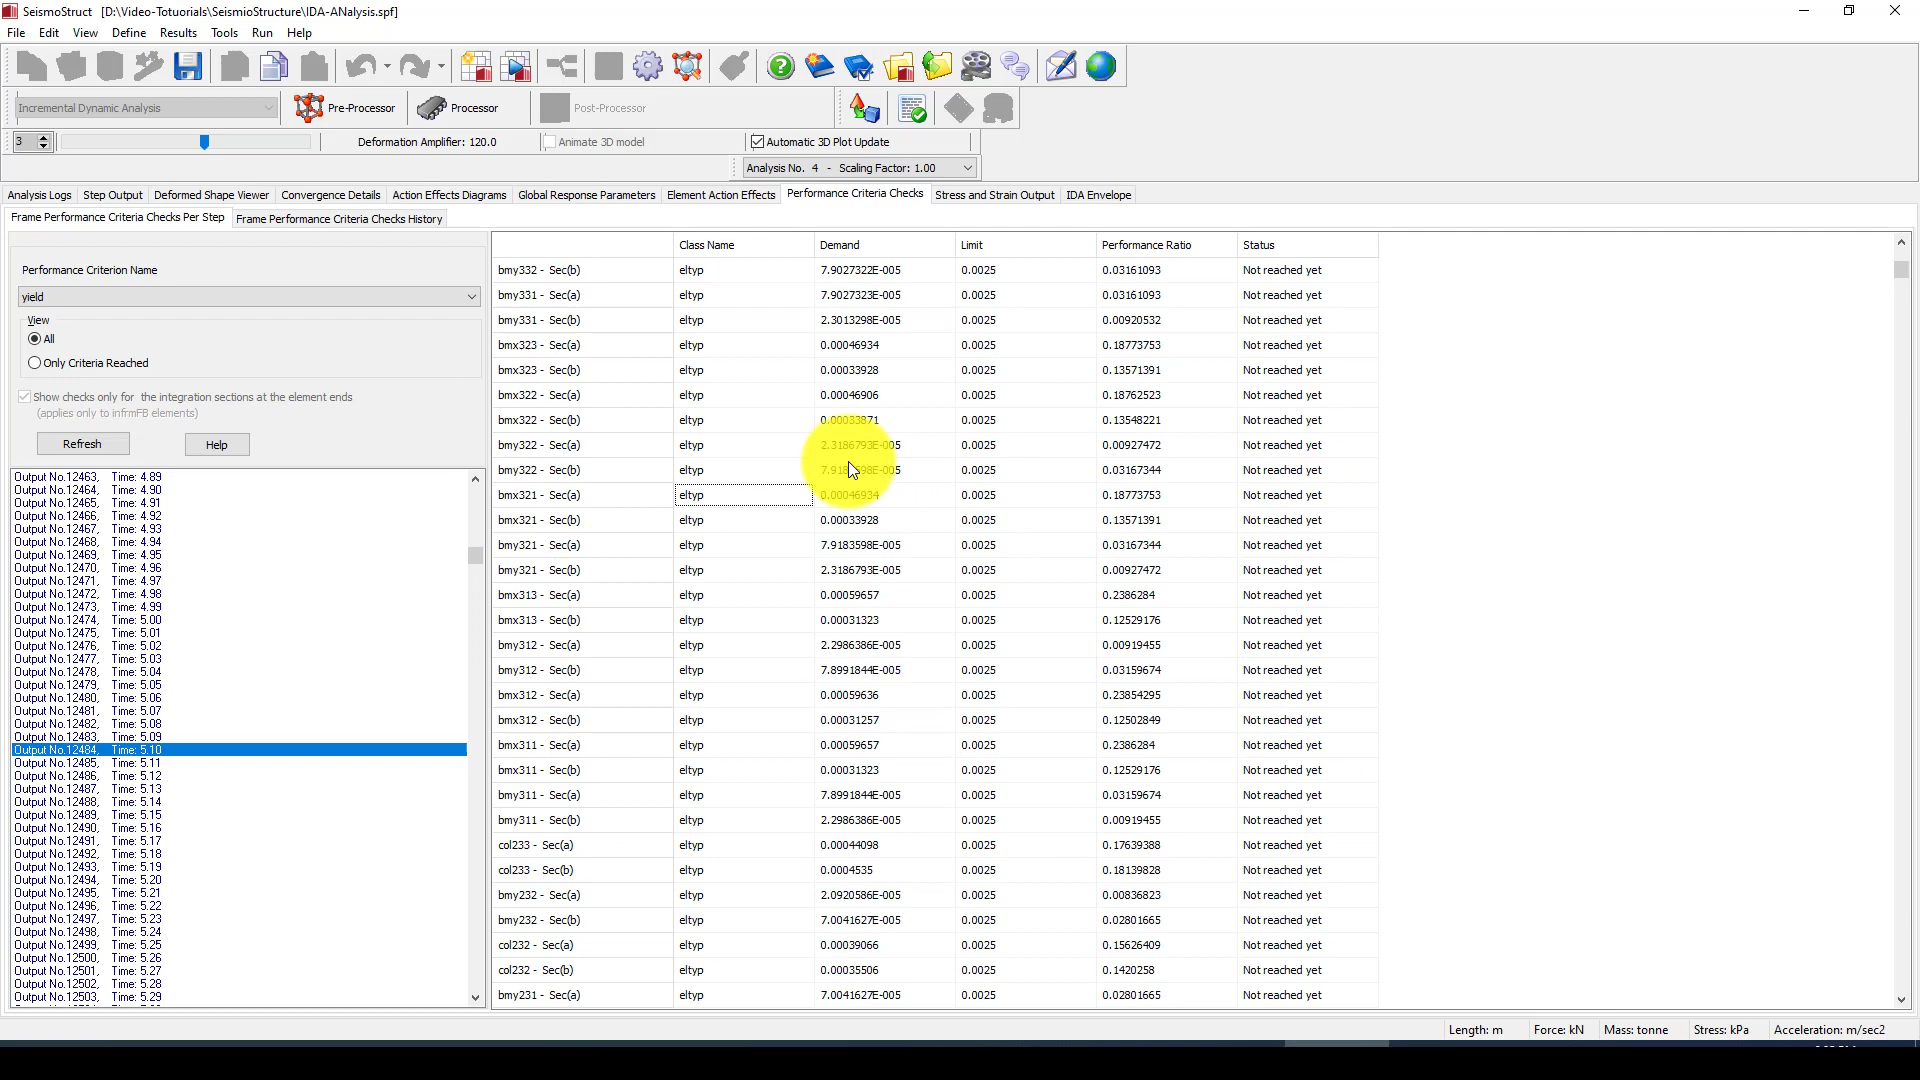 SeismoStruct [D:\Video-Totuorials\SeismioStructure\IDA-ANalysis.spf]
File Edit View Define Results Tools Run Help
Incremental Dynamic Analysis Pre-Processor Processor Post-Processor
3 Deformation Amplifier: 120.0 Animate 3D model Automatic 3D Plot Update
Analysis No. 4 - Scaling Factor: 1.00
Analysis Logs Step Output Deformed Shape Viewer Convergence Details Action Effects Diagrams Global Response Parameters Element Action Effects Performance Criteria Checks Stress and Strain Output IDA Envelope
Frame Performance Criteria Checks Per Step Frame Performance Criteria Checks History
Performance Criterion Name
yield
View
All
Only Criteria Reached
Show checks only for the integration sections at the element ends
(applies only to infrmFB elements)
Refresh Help
Output No.12463, Time: 4.89
Output No.12464, Time: 4.90
Output No.12465, Time: 4.91
Output No.12466, Time: 4.92
Output No.12467, Time: 4.93
Output No.12468, Time: 4.94
Output No.12469, Time: 4.95
Output No.12470, Time: 4.96
Output No.12471, Time: 4.97
Output No.12472, Time: 4.98
Output No.12473, Time: 4.99
Output No.12474, Time: 5.00
Output No.12475, Time: 5.01
Output No.12476, Time: 5.02
Output No.12477, Time: 5.03
Output No.12478, Time: 5.04
Output No.12479, Time: 5.05
Output No.12480, Time: 5.06
Output No.12481, Time: 5.07
Output No.12482, Time: 5.08
Output No.12483, Time: 5.09
Output No.12484, Time: 5.10
Output No.12485, Time: 5.11
Output No.12486, Time: 5.12
Output No.12487, Time: 5.13
Output No.12488, Time: 5.14
Output No.12489, Time: 5.15
Output No.12490, Time: 5.16
Output No.12491, Time: 5.17
Output No.12492, Time: 5.18
Output No.12493, Time: 5.19
Output No.12494, Time: 5.20
Output No.12495, Time: 5.21
Output No.12496, Time: 5.22
Output No.12497, Time: 5.23
Output No.12498, Time: 5.24
Output No.12499, Time: 5.25
Output No.12500, Time: 5.26
Output No.12501, Time: 5.27
Output No.12502, Time: 5.28
Output No.12503, Time: 5.29
Class Name Demand Limit Performance Ratio Status
bmy332 - Sec(b) eltyp 7.9027322E-005 0.0025 0.03161093 Not reached yet
bmy331 - Sec(a) eltyp 7.9027323E-005 0.0025 0.03161093 Not reached yet
bmy331 - Sec(b) eltyp 2.3013298E-005 0.0025 0.00920532 Not reached yet
bmx323 - Sec(a) eltyp 0.00046934 0.0025 0.18773753 Not reached yet
bmx323 - Sec(b) eltyp 0.00033928 0.0025 0.13571391 Not reached yet
bmx322 - Sec(a) eltyp 0.00046906 0.0025 0.18762523 Not reached yet
bmx322 - Sec(b) eltyp 0.00033871 0.0025 0.13548221 Not reached yet
bmy322 - Sec(a) eltyp 2.3186793E-005 0.0025 0.00927472 Not reached yet
bmy322 - Sec(b) eltyp 0.0025 0.03167344 Not reached yet
bmx321 - Sec(a) eltyp 0.00046934 0.0025 0.18773753 Not reached yet
bmx321 - Sec(b) eltyp 0.00033928 0.0025 0.13571391 Not reached yet
bmy321 - Sec(a) eltyp 7.9183598E-005 0.0025 0.03167344 Not reached yet
bmy321 - Sec(b) eltyp 2.3186793E-005 0.0025 0.00927472 Not reached yet
bmx313 - Sec(a) eltyp 0.00059657 0.0025 0.2386284 Not reached yet
bmx313 - Sec(b) eltyp 0.00031323 0.0025 0.12529176 Not reached yet
bmy312 - Sec(a) eltyp 2.2986386E-005 0.0025 0.00919455 Not reached yet
bmy312 - Sec(b) eltyp 7.8991844E-005 0.0025 0.03159674 Not reached yet
bmx312 - Sec(a) eltyp 0.00059636 0.0025 0.23854295 Not reached yet
bmx312 - Sec(b) eltyp 0.00031257 0.0025 0.12502849 Not reached yet
bmx311 - Sec(a) eltyp 0.00059657 0.0025 0.2386284 Not reached yet
bmx311 - Sec(b) eltyp 0.00031323 0.0025 0.12529176 Not reached yet
bmy311 - Sec(a) eltyp 7.8991844E-005 0.0025 0.03159674 Not reached yet
bmy311 - Sec(b) eltyp 2.2986386E-005 0.0025 0.00919455 Not reached yet
col233 - Sec(a) eltyp 0.00044098 0.0025 0.17639388 Not reached yet
col233 - Sec(b) eltyp 0.0004535 0.0025 0.18139828 Not reached yet
bmy232 - Sec(a) eltyp 2.0920586E-005 0.0025 0.00836823 Not reached yet
bmy232 - Sec(b) eltyp 7.0041627E-005 0.0025 0.02801665 Not reached yet
col232 - Sec(a) eltyp 0.00039066 0.0025 0.15626409 Not reached yet
col232 - Sec(b) eltyp 0.00035506 0.0025 0.1420258 Not reached yet
bmy231 - Sec(a) eltyp 7.0041627E-005 0.0025 0.02801665 Not reached yet
Length: m Force: kN Mass: tonne Stress: kPa Acceleration: m/sec2